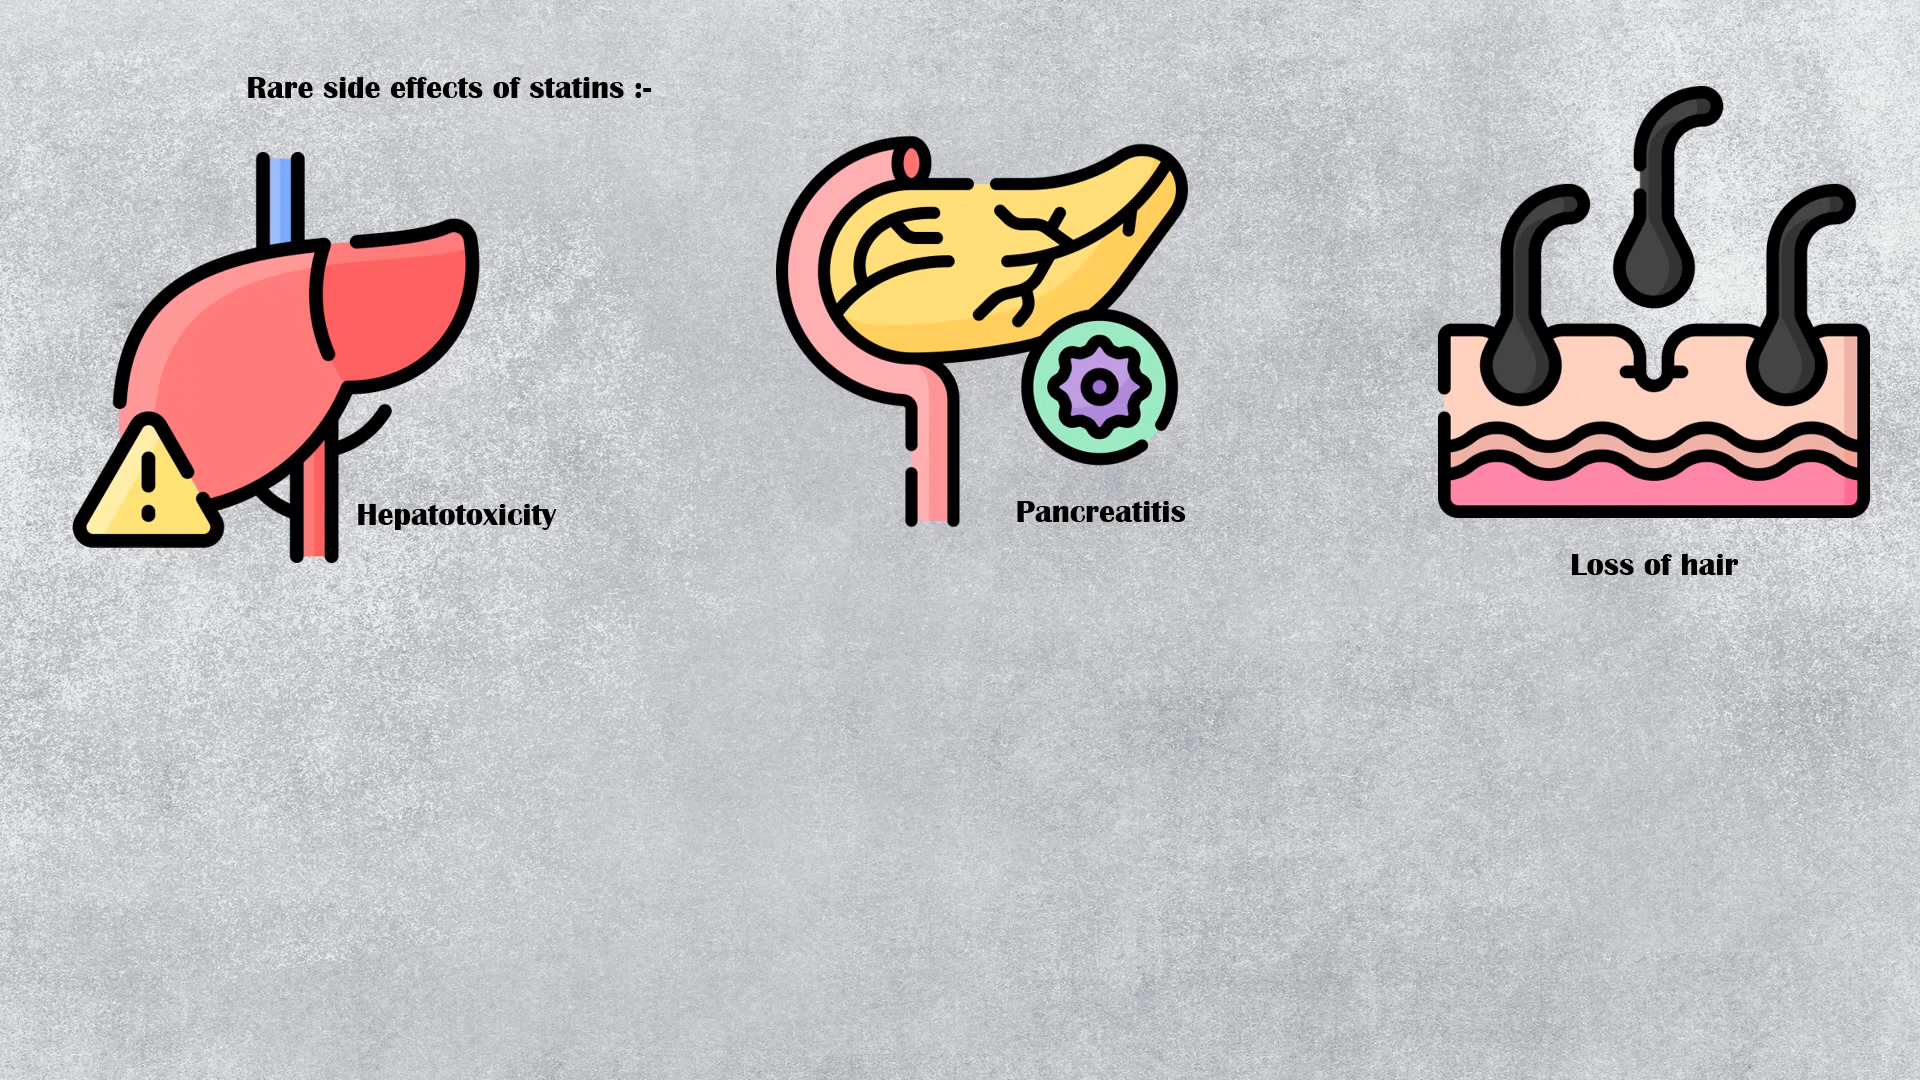 Rare side effects of statins :-
Hepatotoxicity
Pancreatitis
Loss of hair